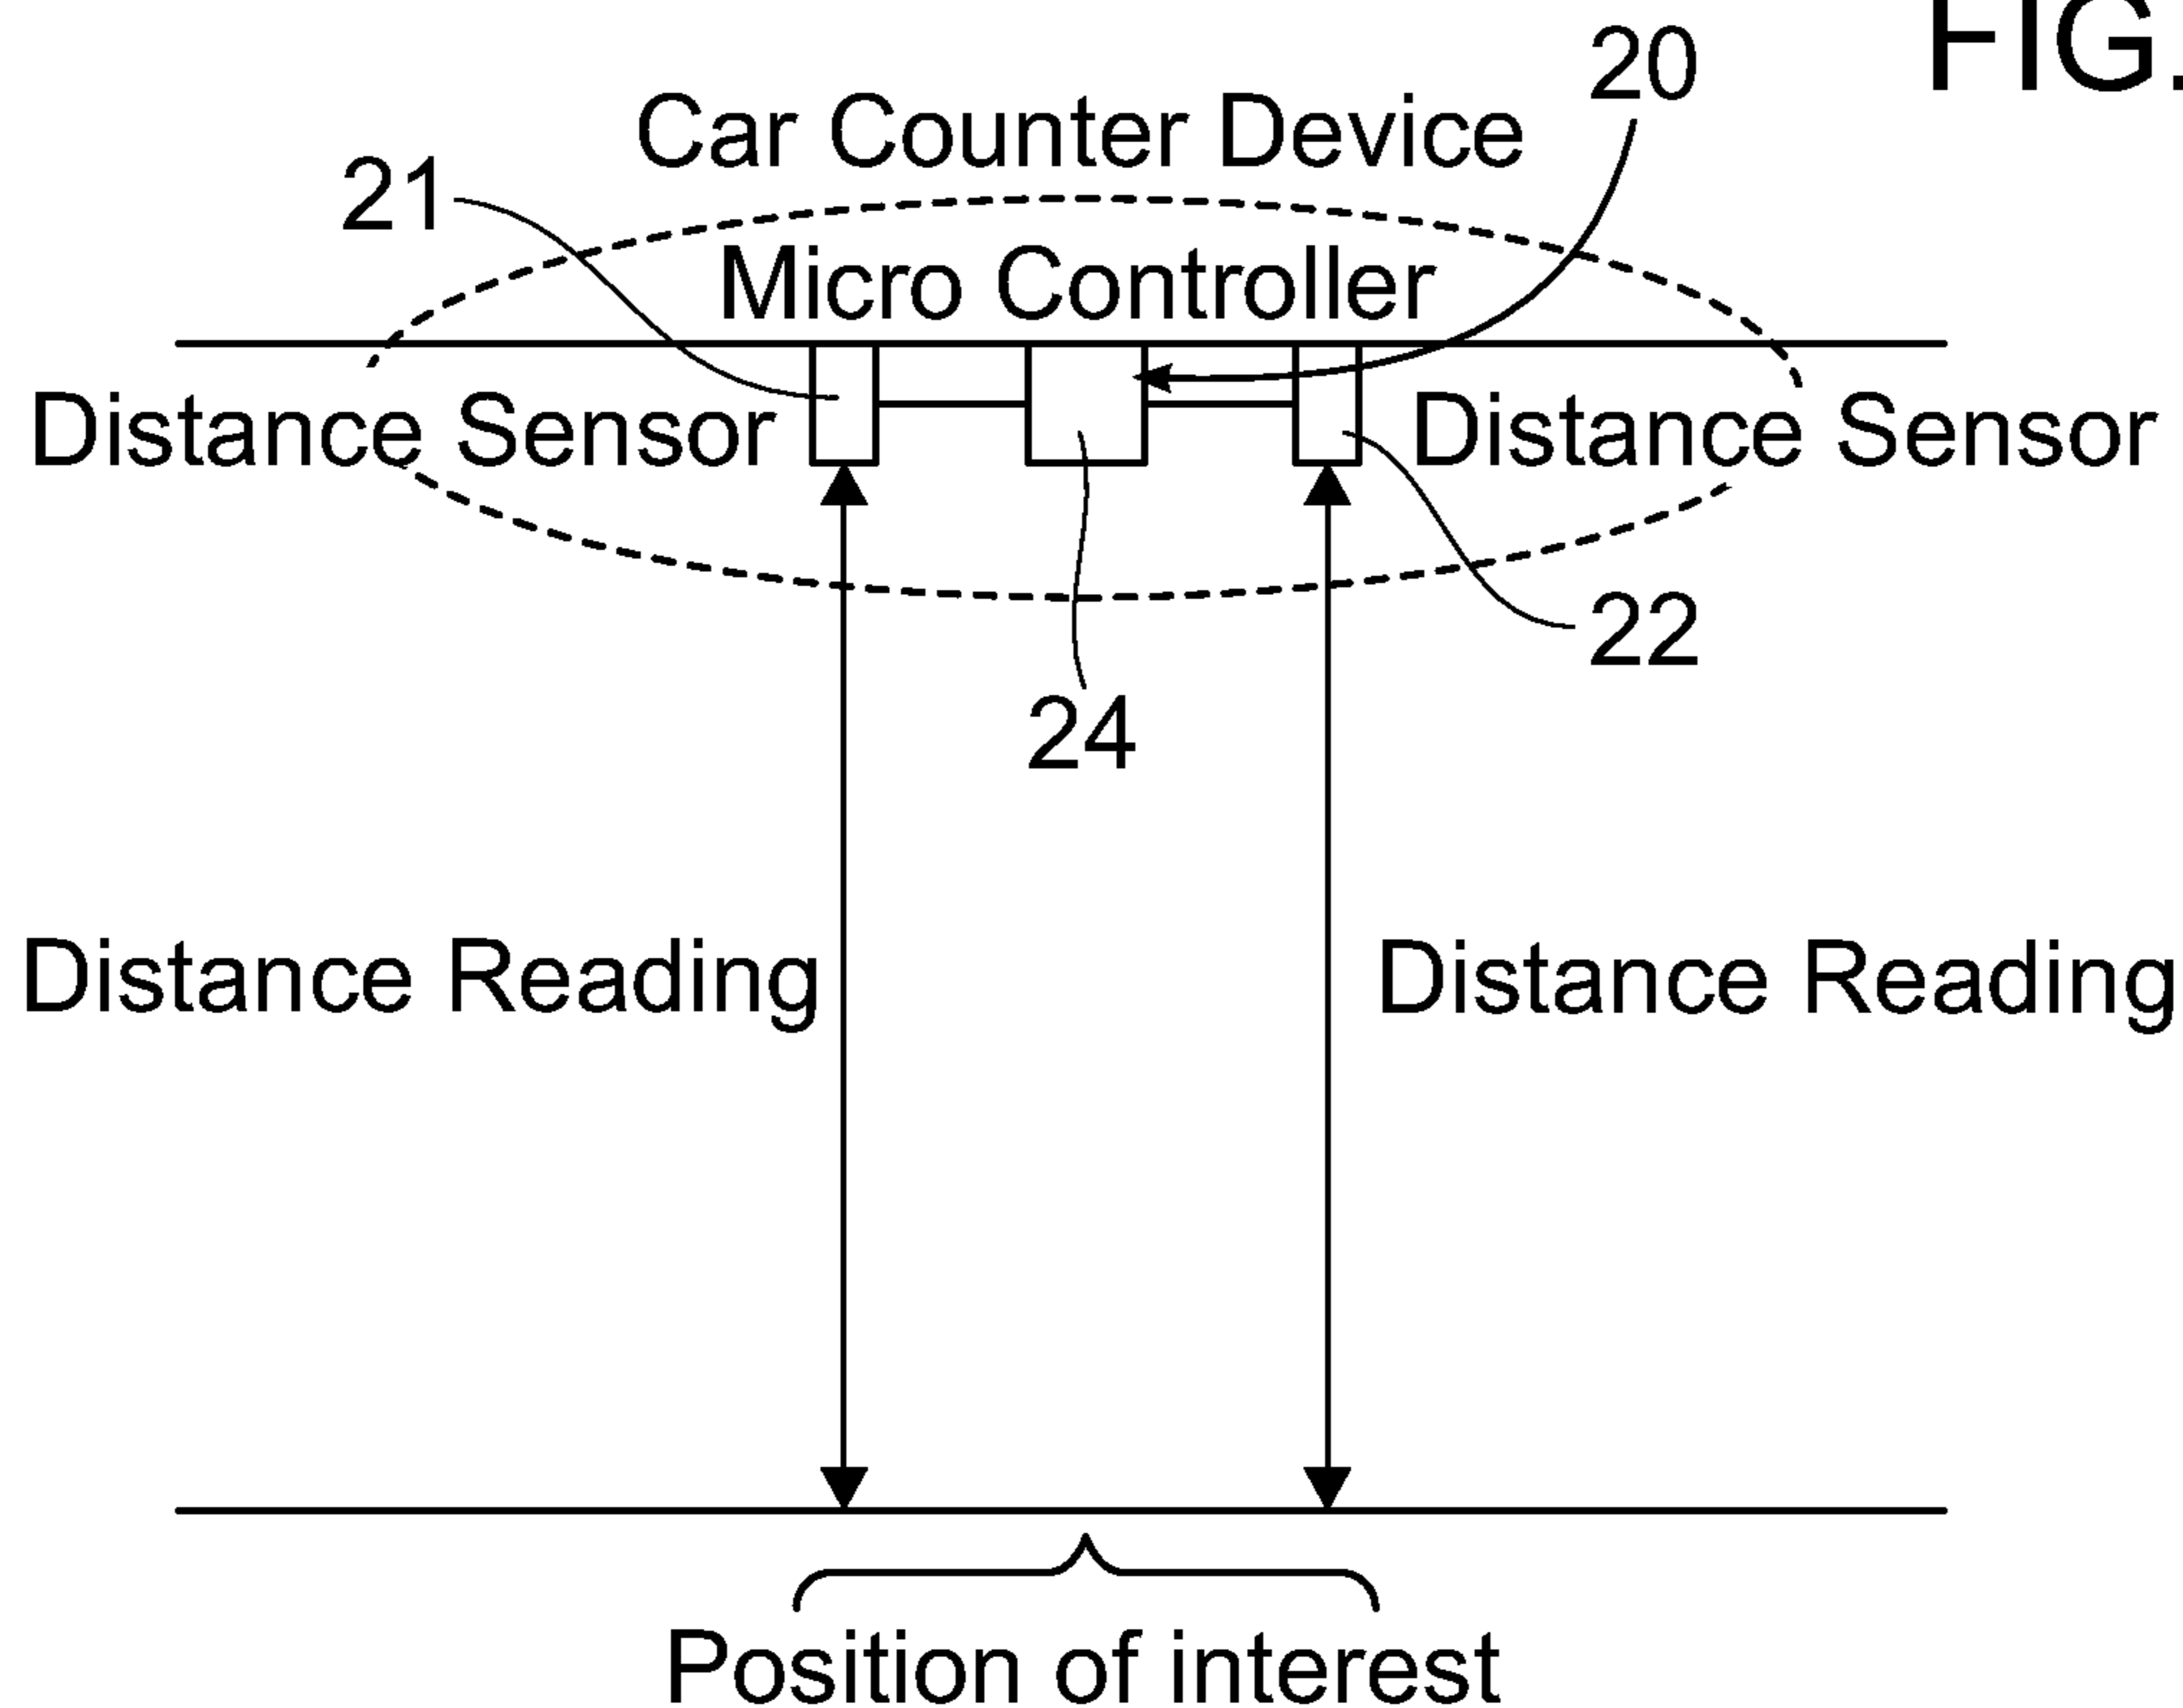 FIG.
20
Car Counter Device
21
Micro Controller
Distance Sensor
Distance Sensor
22
24
Distance Reading
Distance Reading
Position of interest